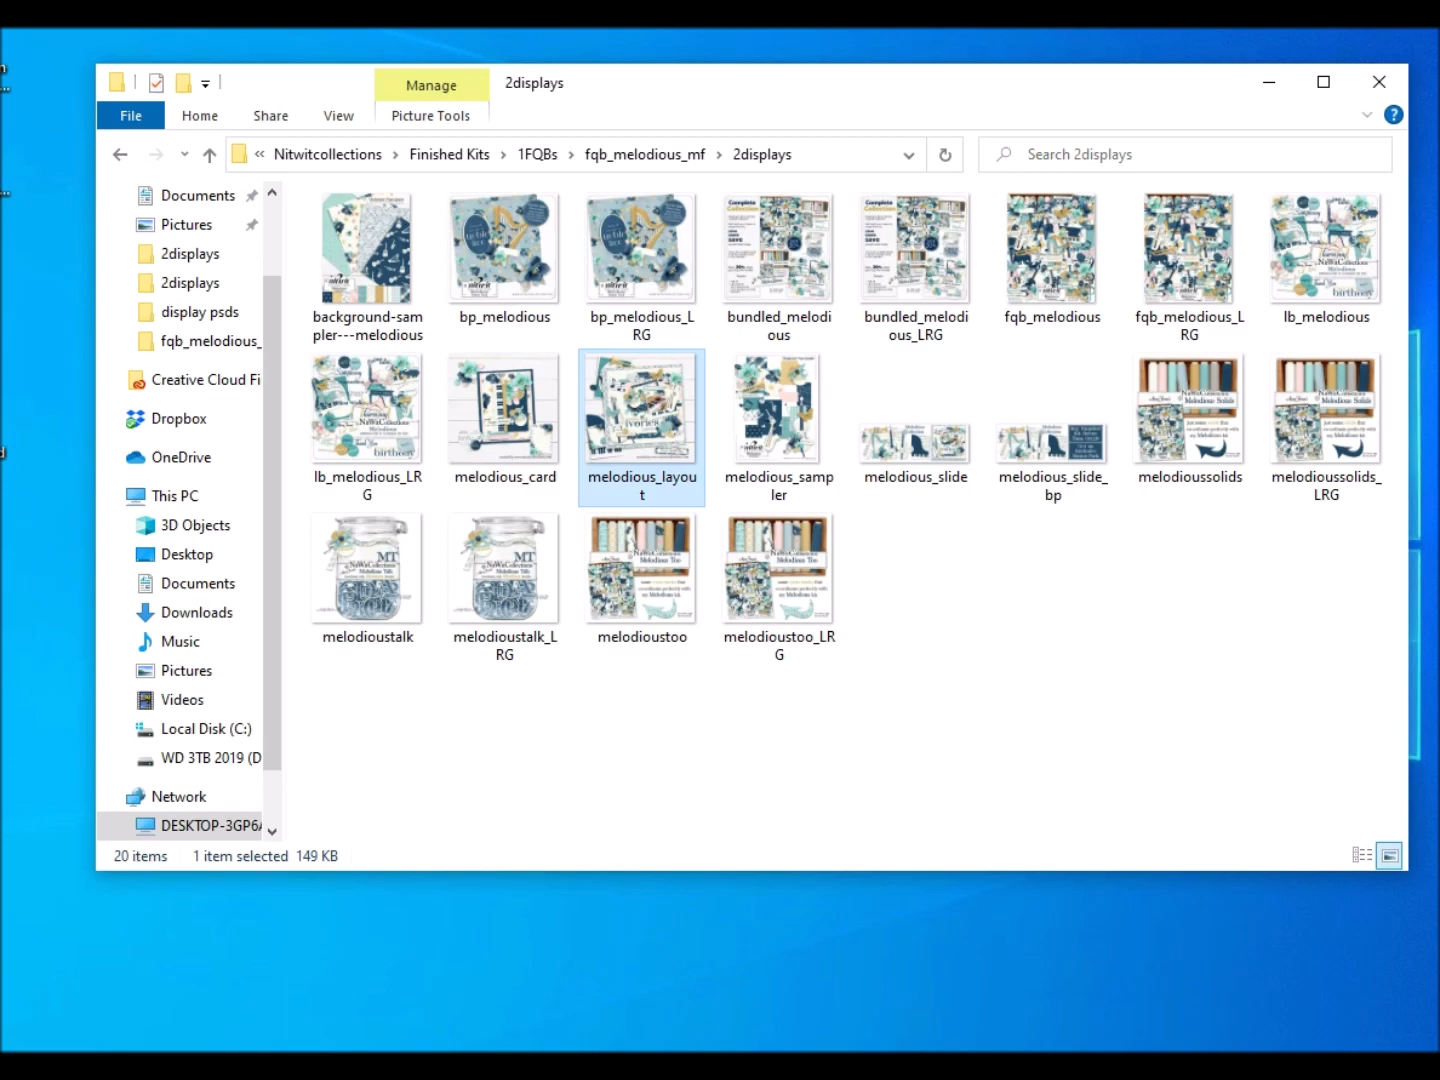 Manage
2displays
File
Home
Share
View
Picture Tools
?
« Nitwitcollections › Finished Kits › 1FQBs › fqb_melodious_mf › 2displays
Search 2displays
Documents
Pictures
2displays
2displays
display psds
fqb_melodious_
Creative Cloud Fi
Dropbox
OneDrive
This PC
3D Objects
Desktop
Documents
Downloads
Music
Pictures
Videos
Local Disk (C:)
WD 3TB 2019 (D
Network
DESKTOP-3GP6
background-sam
pler---melodious
bp_melodious
bp_melodious_L
RG
bundled_melodi
ous
bundled_melodi
ous_LRG
fqb_melodious
fqb_melodious_L
RG
lb_melodious
lb_melodious_LR
G
melodious_card
melodious_layou
t
melodious_samp
ler
melodious_slide
melodious_slide_
bp
melodioussolids
melodioussolids_
LRG
melodioustalk
melodioustalk_L
RG
melodioustoo
melodioustoo_LR
G
20 items
1 item selected 149 KB